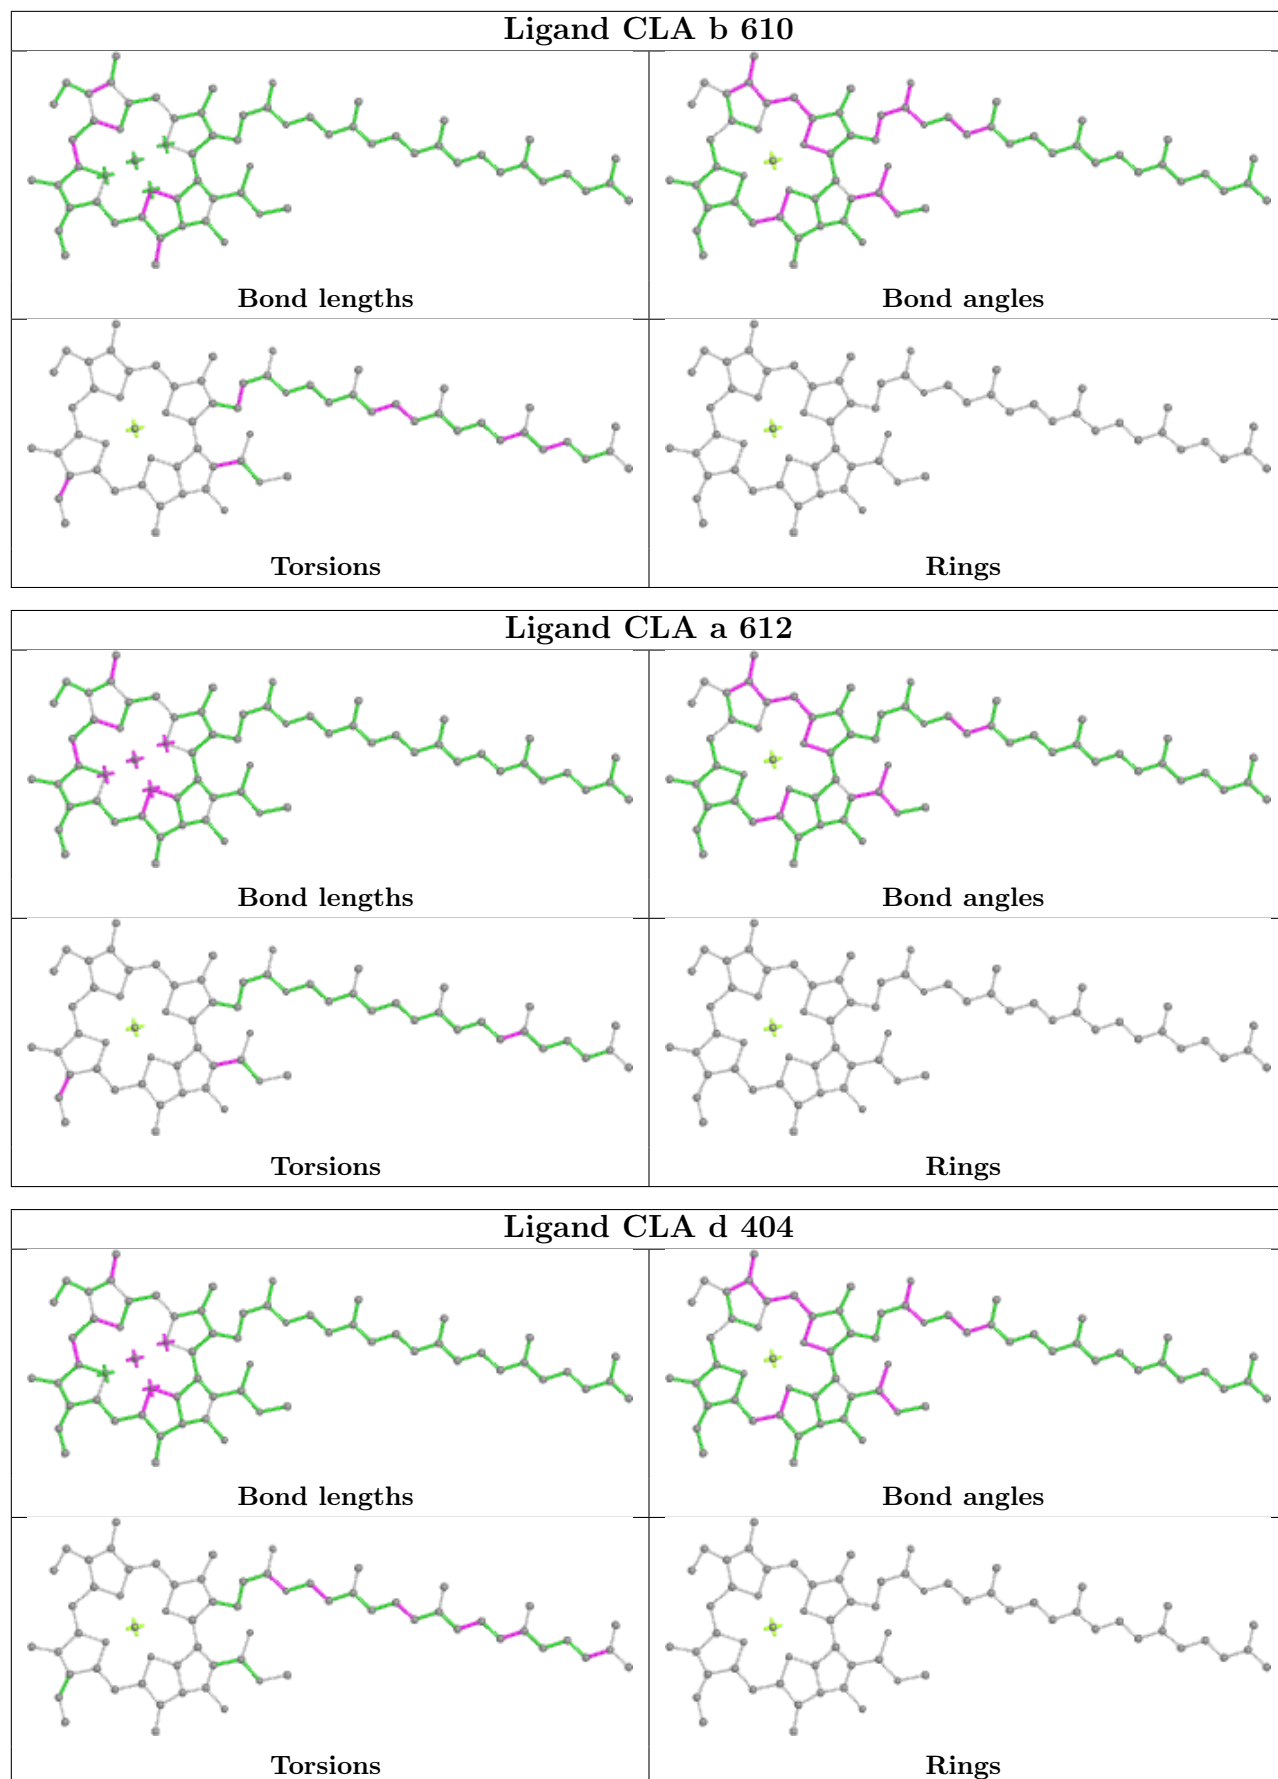 Ligand CLA b 610
Bond lengths
Bond angles
Torsions
Rings
Ligand CLA a 612
Bond lengths
Bond angles
Torsions
Rings
Ligand CLA d 404
Bond lengths
Bond angles
Torsions
Rings